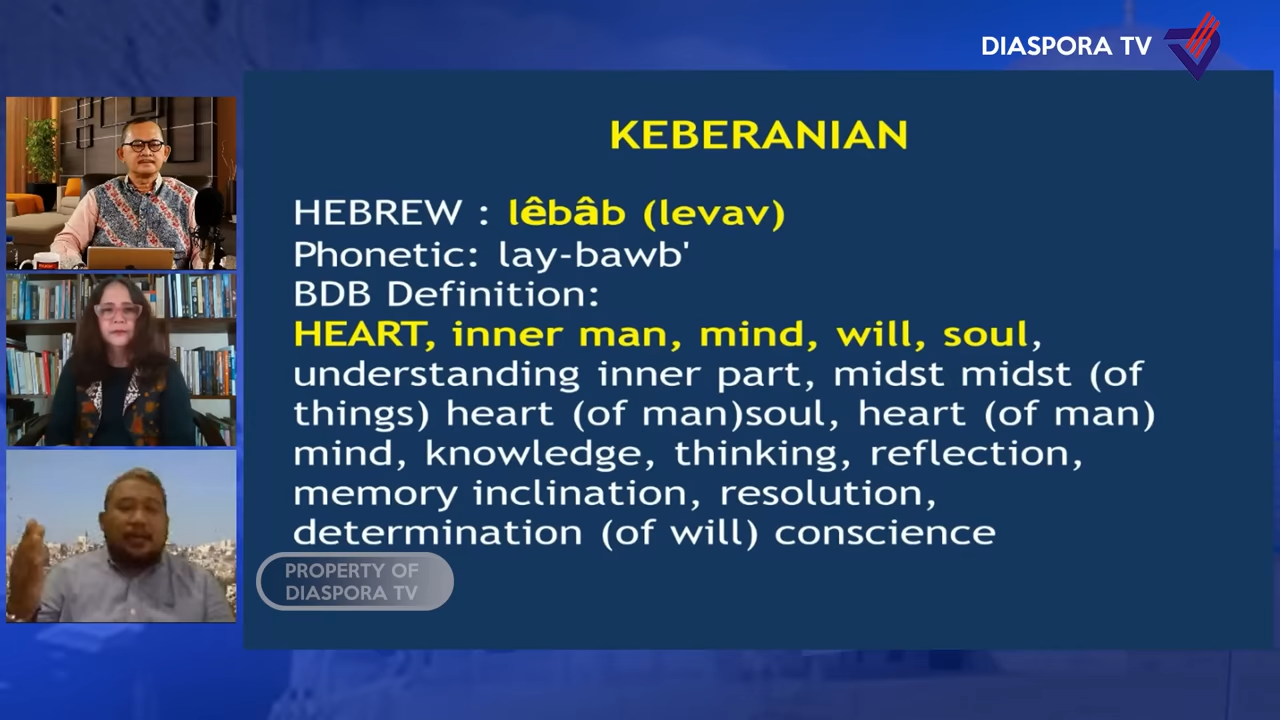 DIASPORA TV
KEBERANIAN
HEBREW : lêbâb (levav)
Phonetic: lay-bawb'
BDB Definition:
HEART, inner man, mind, will, soul,
understanding inner part, midst midst (of
things) heart (of man)soul, heart (of man)
mind, knowledge, thinking, reflection,
memory inclination, resolution,
determination (of will) conscience
PROPERTY OF
DIASPORA TV